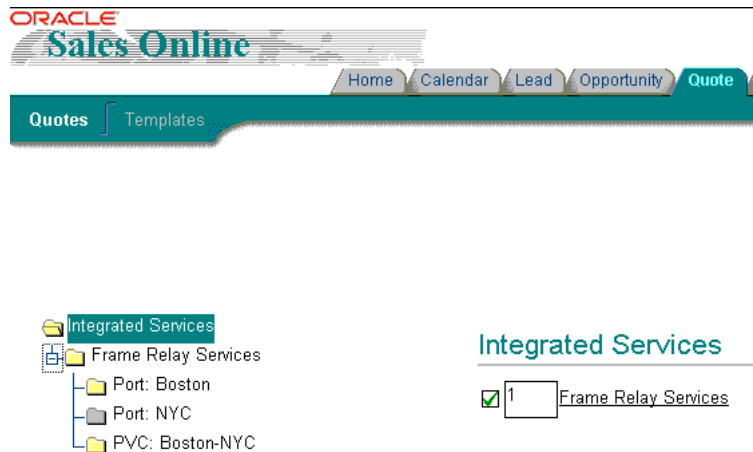 ORACLE
Sales Online
Home Calendar Lead Opportunity Quote
Quotes Templates
Integrated Services
Frame Relay Services
Port: Boston
Port: NYC
PVC: Boston-NYC
Integrated Services
1 Frame Relay Services